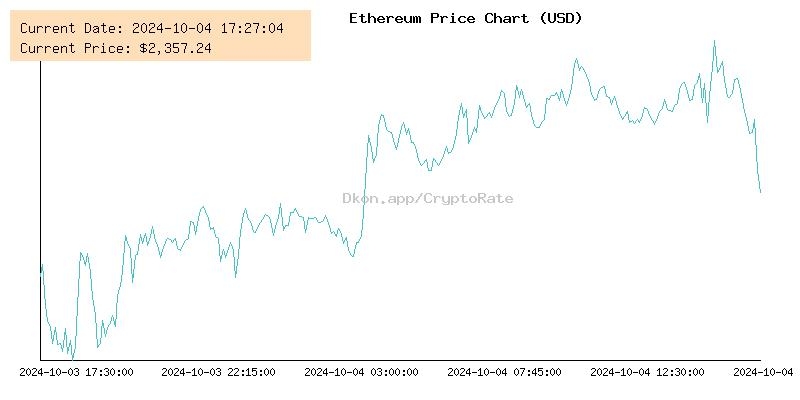 Ethereum Price Chart (USD)
Current Date: 2024-10-04 17:27:04
Current Price: $2,357.24
Dkon.app/CryptoRate
2024-10-03 17:30:00 2024-10-03 22:15:00 2024-10-04 03:00:00 2024-10-04 07:45:00 2024-10-04 12:30:00 2024-10-04